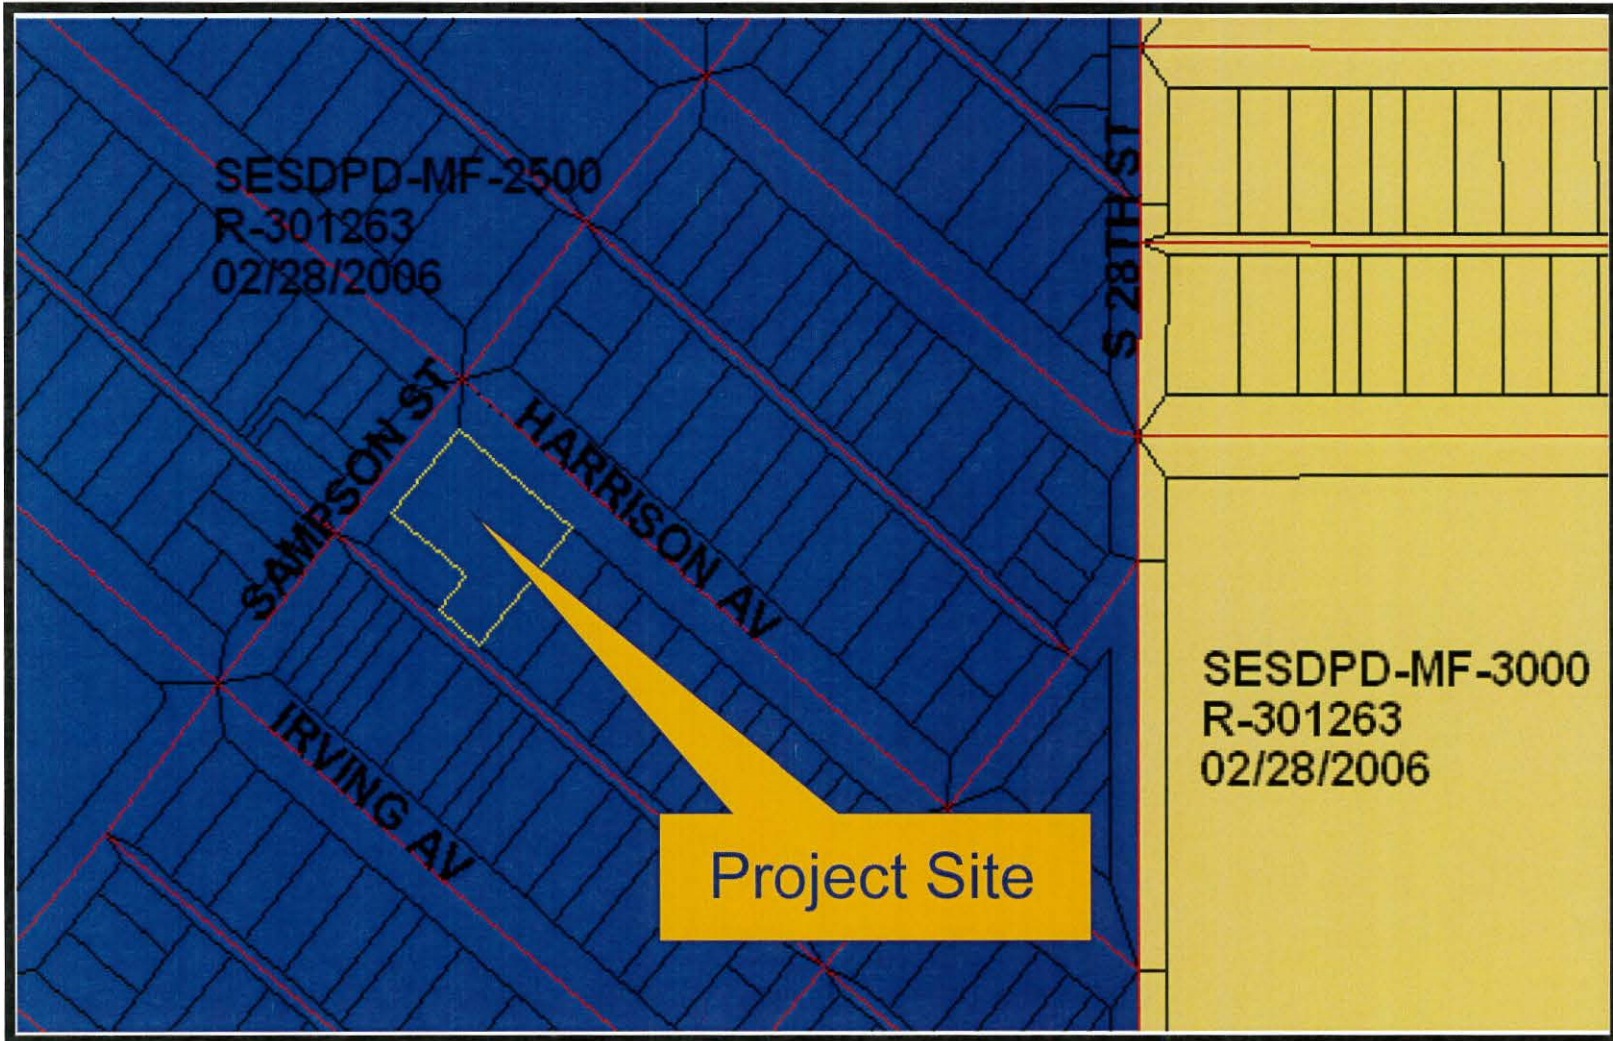 SESDPD-MF-2500
R-301263
02/28/2006
S 28TH ST
SAMPSON ST
HARRISON AV
IRVING AV
SESDPD-MF-3000
R-301263
02/28/2006
Project Site